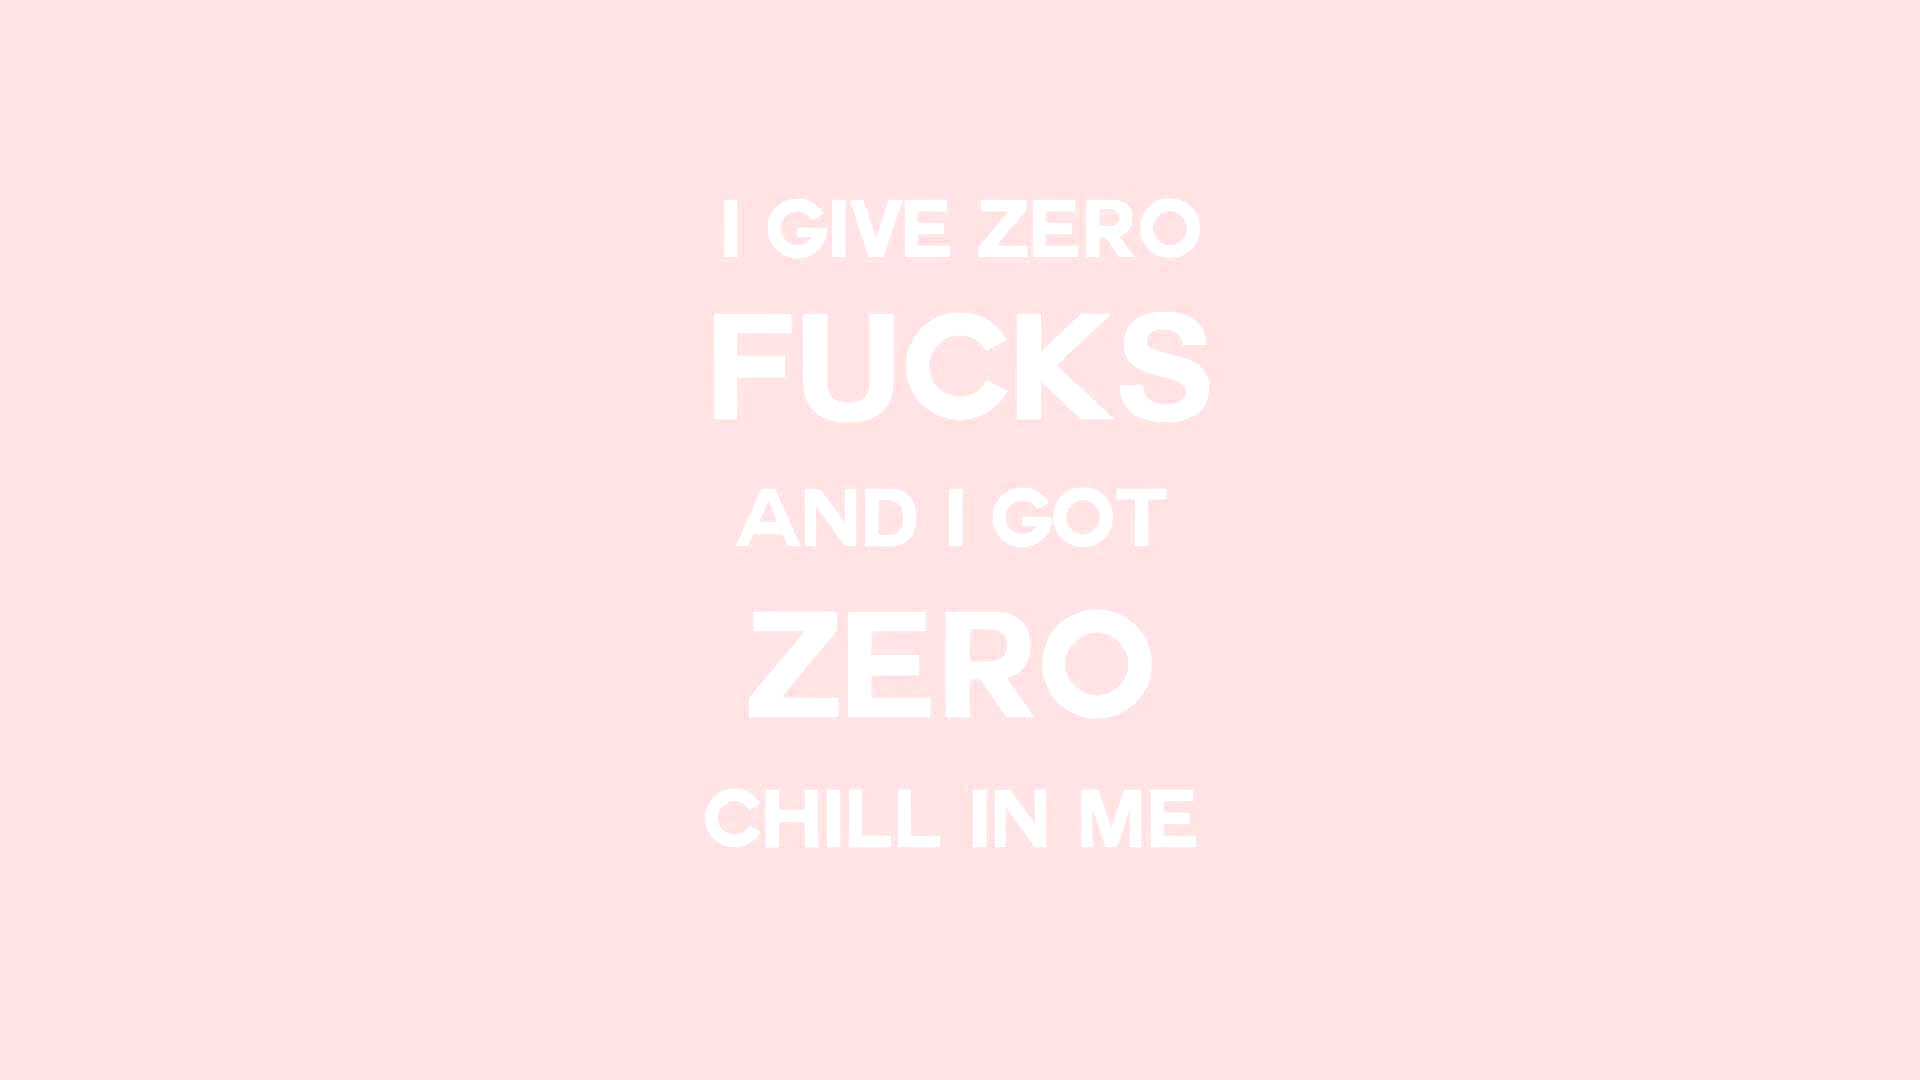 I GIVE ZERO
FUCKS
AND I GOT
ZERO
CHILL IN ME